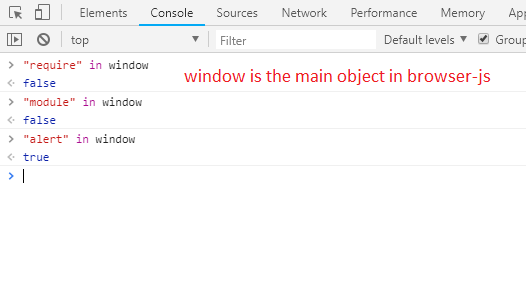 Elements Console Sources Network Performance Memory App
top Filter Default levels Group
"require" in window
false
window is the main object in browser-js
"module" in window
false
"alert" in window
true